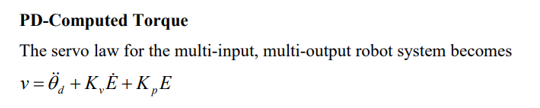 PD-Computed Torque
The servo law for the multi-input, multi-output robot system becomes
v = θ̈_d + K_v Ė + K_p E